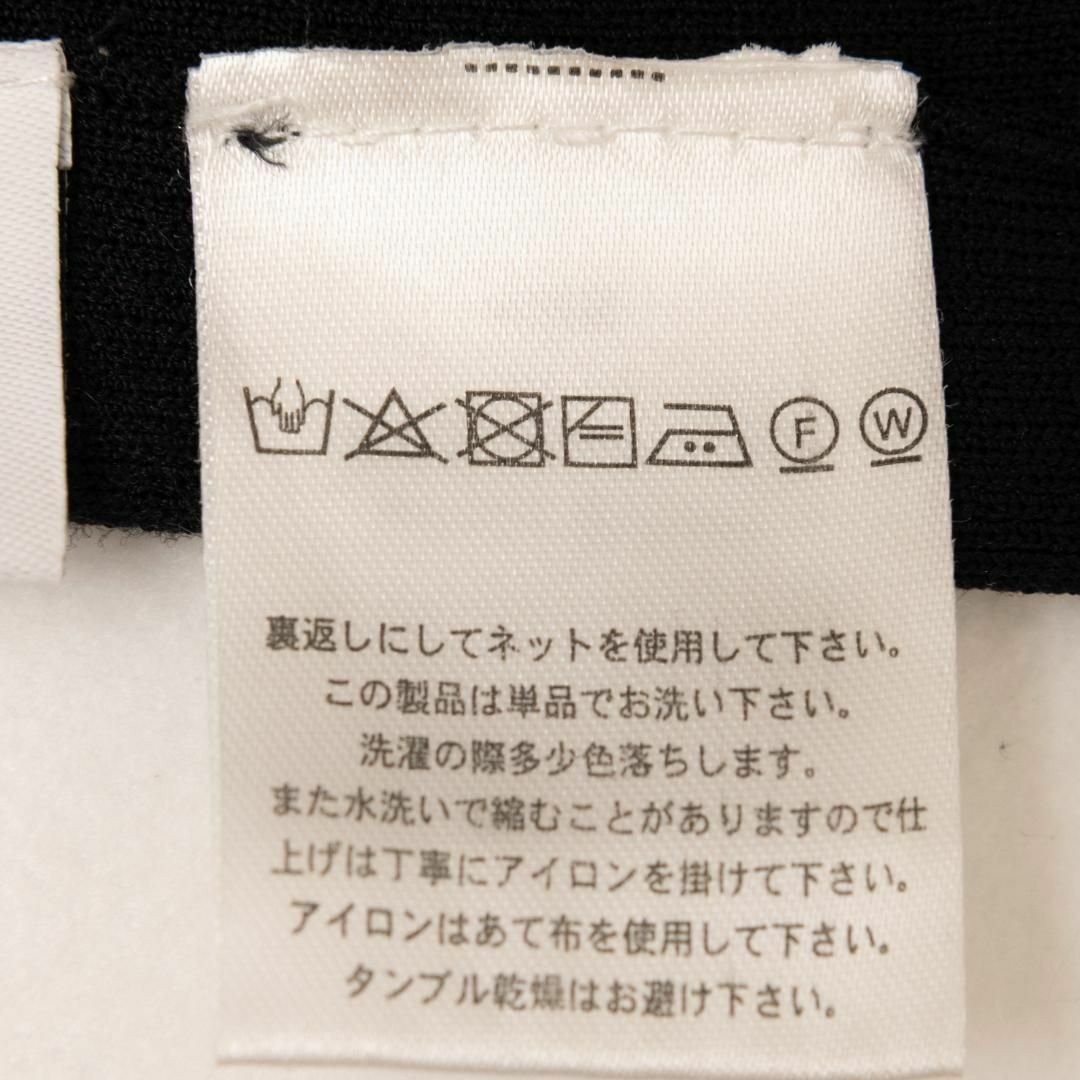 F W
裏返しにしてネットを使用して下さい。
この製品は単品でお洗い下さい。
洗濯の際多少色落ちします。
また水洗いで縮むことがありますので仕
上げは丁寧にアイロンを掛けて下さい。
アイロンはあて布を使用して下さい。
タンブル乾燥はお避け下さい。